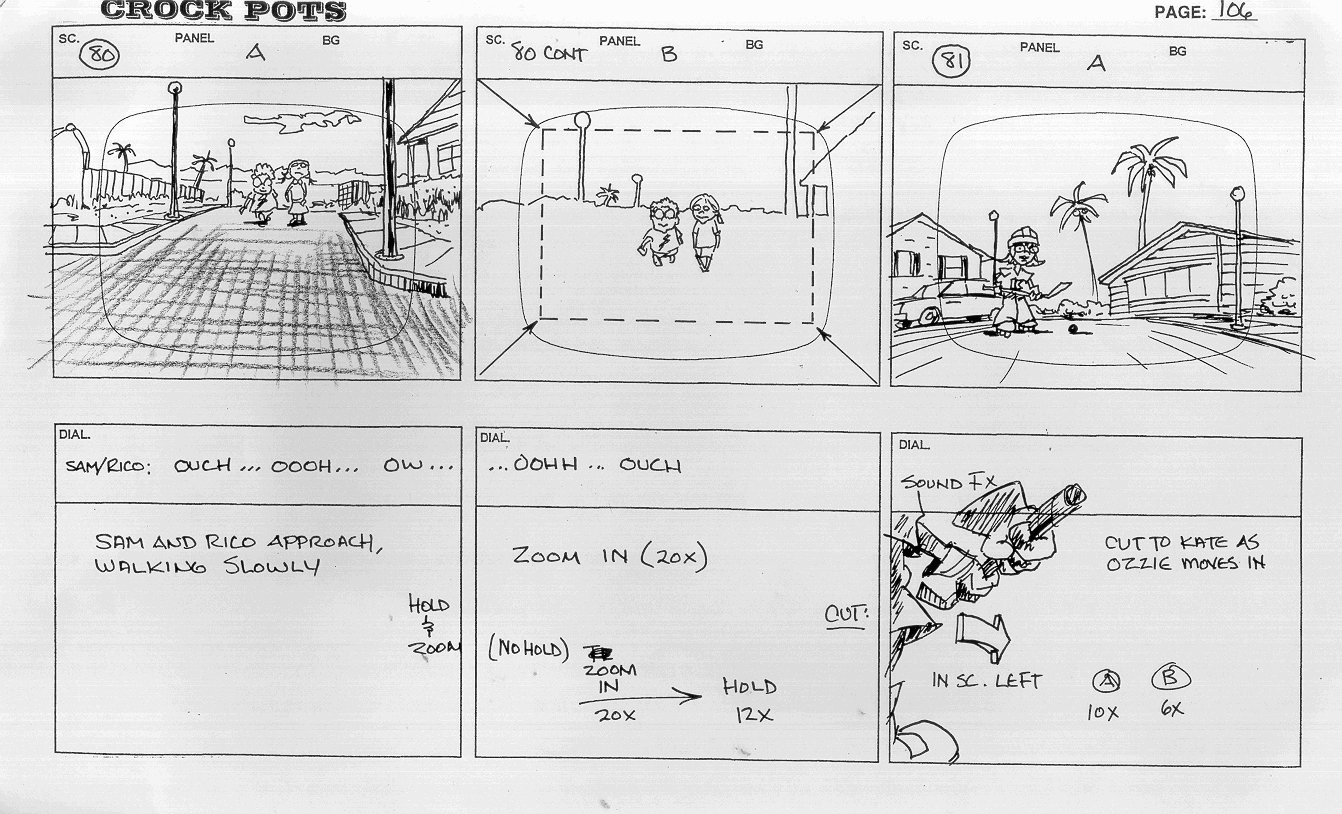 CROCK POTS
PAGE: 106
SC. 80 PANEL A BG
SC. 80 CONT PANEL B BG
SC. 81 PANEL A BG
DIAL.
SAM/RICO: OUCH... OOOH... OW...
SAM AND RICO APPROACH,
WALKING SLOWLY
HOLD
&
ZOOM
DIAL.
...OOHH... OUCH
ZOOM IN (20X)
CUT:
(NO HOLD)
ZOOM
IN
20X
HOLD
12X
DIAL.
SOUND FX
CUT TO KATE AS
OZZIE MOVES IN
IN SC. LEFT
A B
10X 6X